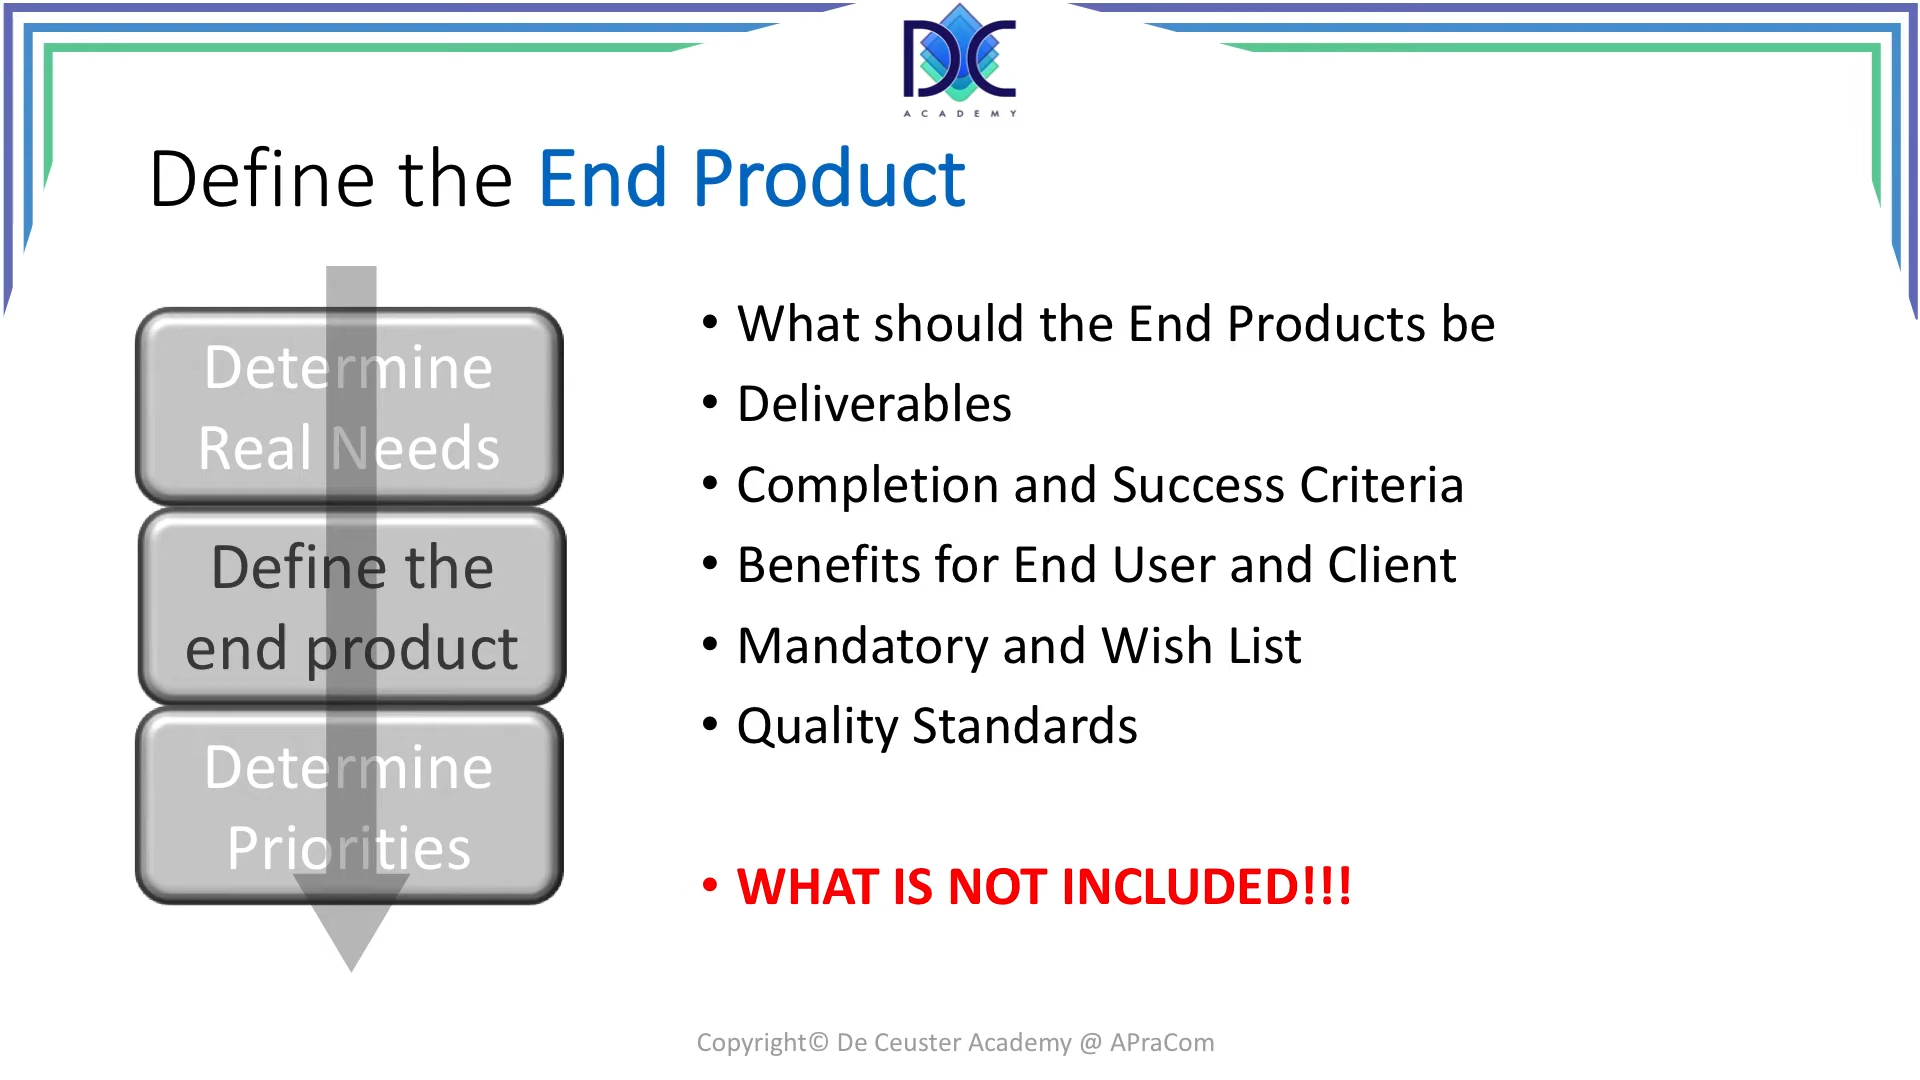 DC
ACADEMY
Define the End Product
Determine
Real Needs
Define the
end product
Determine
Priorities
• What should the End Products be
• Deliverables
• Completion and Success Criteria
• Benefits for End User and Client
• Mandatory and Wish List
• Quality Standards
• WHAT IS NOT INCLUDED!!!
Copyright© De Ceuster Academy @ APraCom